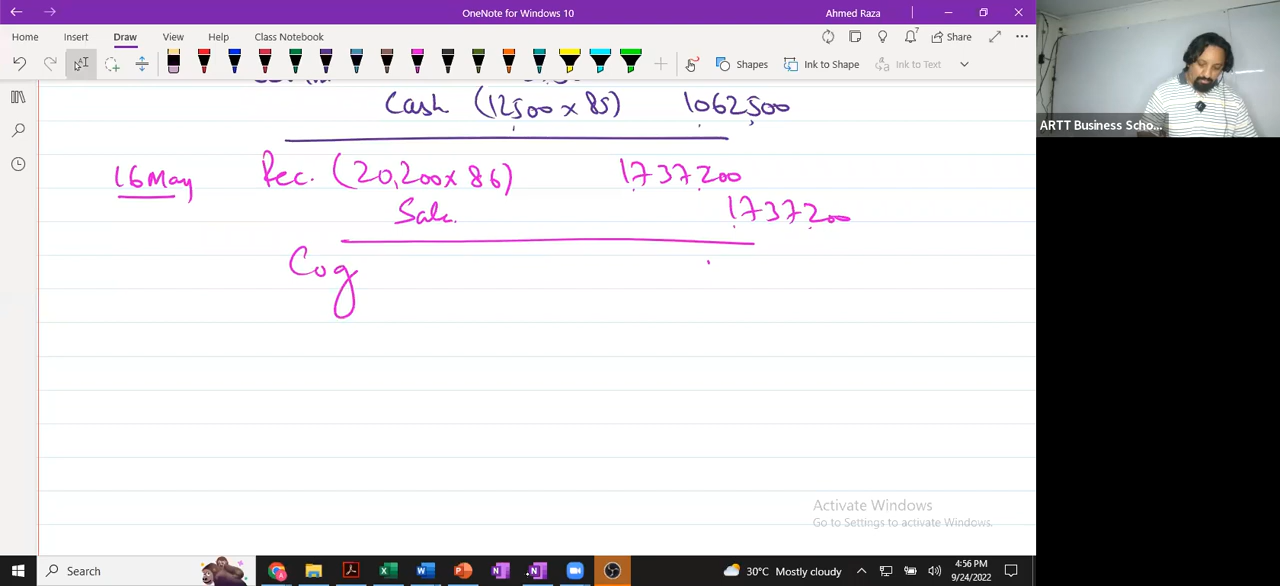 OneNote for Windows 10
Ahmed Raza
Home Insert Draw View Help Class Notebook
Share
Shapes Ink to Shape Ink to Text
Cash (12500 x 85) 1062500
16 May Rec. (20,200 x 86) 1737200
Sale. 1737200
Cog
ARTT Business Scho...
Activate Windows
Go to Settings to activate Windows.
Search
30°C Mostly cloudy
4:56 PM
9/24/2022